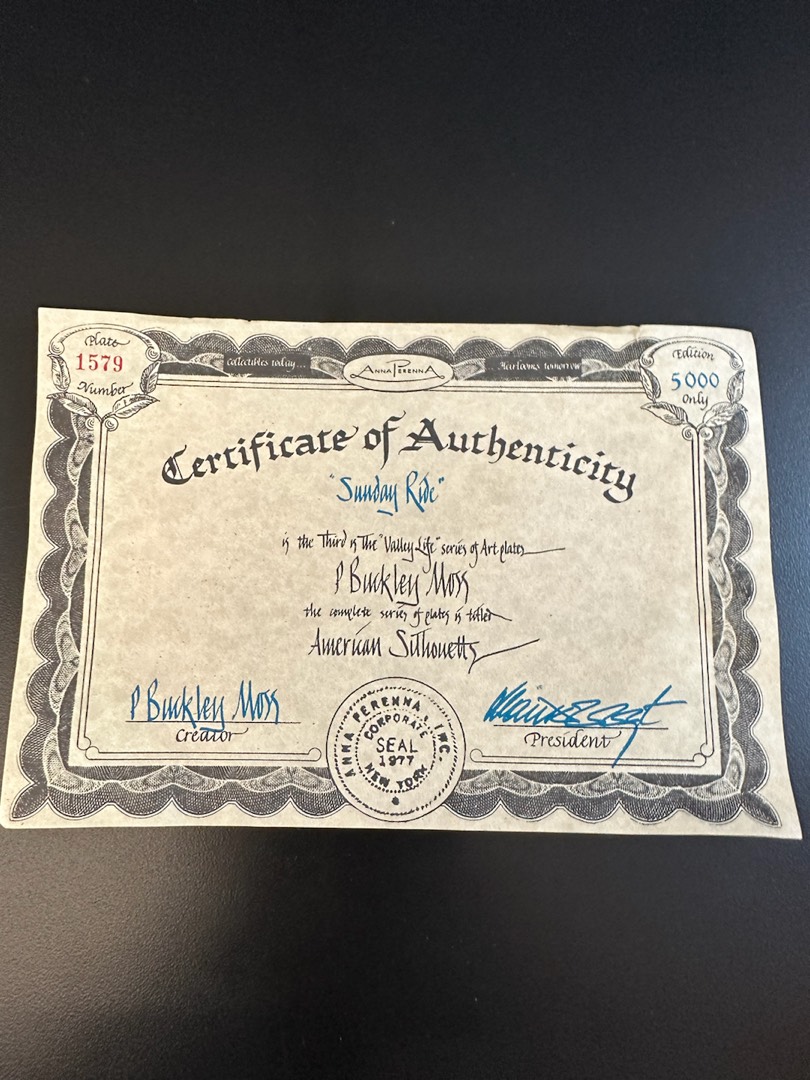 Plate
1579
Number
Collectibles today...
Anna Perenna
Heirlooms tomorrow
Edition
5000
only
Certificate of Authenticity
"Sunday Ride"
is the Third in The "Valley Life" series of Art plates
P Buckley Moss
the complete series of plates is titled
American Silhouetts
P Buckley Moss
Creator
President
ANNA PERENNA, INC.
CORPORATE
SEAL
1977
NEW YORK